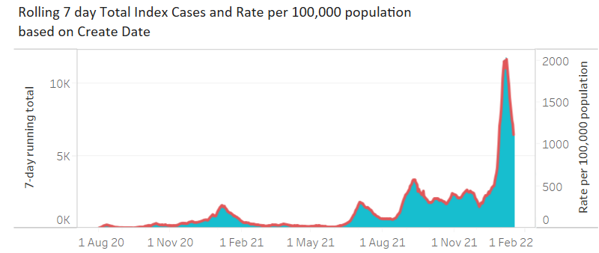 Rolling 7 day Total Index Cases and Rate per 100,000 population
based on Create Date
7-day running total
10K
5K
0K
2000
1500
1000
500
0
Rate per 100,000 population
1 Aug 20
1 Nov 20
1 Feb 21
1 May 21
1 Aug 21
1 Nov 21
1 Feb 22